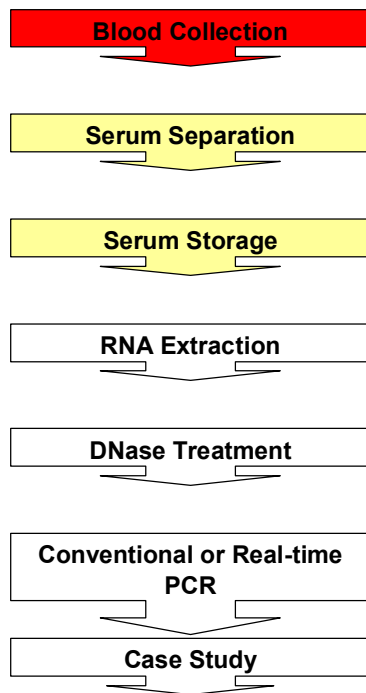 Blood Collection
Serum Separation
Serum Storage
RNA Extraction
DNase Treatment
Conventional or Real-time
PCR
Case Study